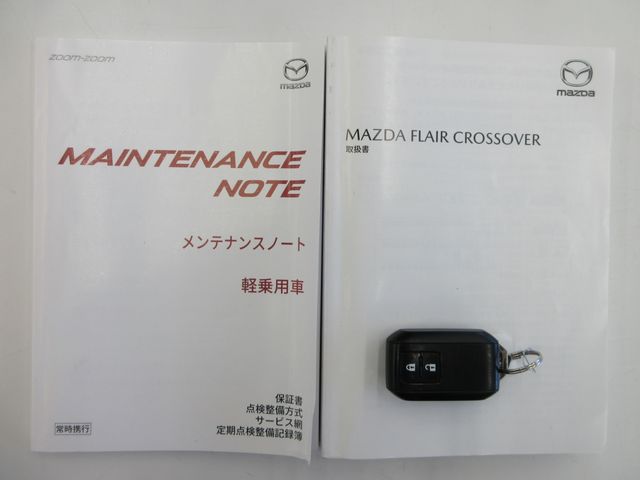 zoom-zoom
mazda
MAINTENANCE
NOTE
メンテナンスノート
軽乗用車
保証書
点検整備方式
サービス網
定期点検整備記録簿
常時携行
mazda
MAZDA FLAIR CROSSOVER
取扱書